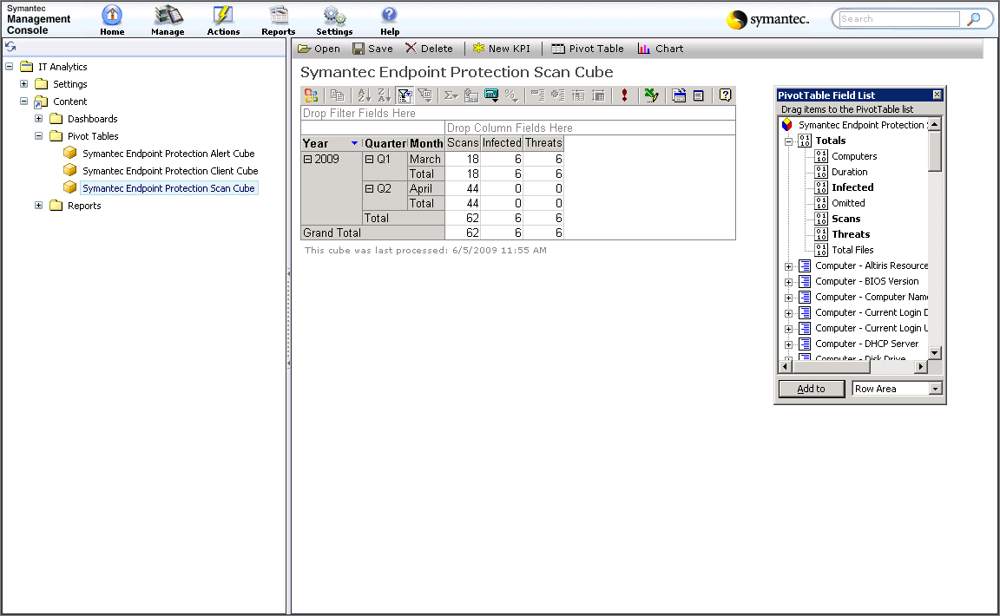 Symantec
Management
Console
Home
Manage
Actions
Reports
Settings
Help
symantec.
Search
IT Analytics
Settings
Content
Dashboards
Pivot Tables
Symantec Endpoint Protection Alert Cube
Symantec Endpoint Protection Client Cube
Symantec Endpoint Protection Scan Cube
Reports
Open Save Delete New KPI Pivot Table Chart
Symantec Endpoint Protection Scan Cube
Drop Filter Fields Here
Drop Column Fields Here
Year Quarter Month Scans Infected Threats
2009 Q1 March 18 6 6
Total 18 6 6
Q2 April 44 0 0
Total 44 0 0
Total 62 6 6
Grand Total 62 6 6
This cube was last processed: 6/5/2009 11:55 AM
PivotTable Field List
Drag items to the PivotTable list
Symantec Endpoint Protection
Totals
Computers
Duration
Infected
Omitted
Scans
Threats
Total Files
Computer - Altiris Resource
Computer - BIOS Version
Computer - Computer Name
Computer - Current Login D
Computer - Current Login U
Computer - DHCP Server
Computer - Disk Drive
Add to Row Area